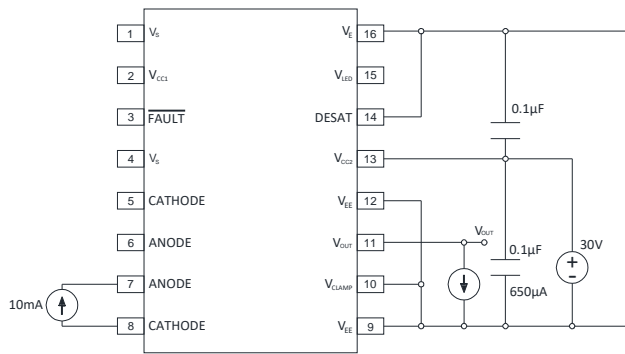 1 VS VE 16
2 VCC1 VLED 15
3 FAULT DESAT 14
4 VS VCC2 13
5 CATHODE VEE 12
6 ANODE VOUT 11
7 ANODE VCLAMP 10
8 CATHODE VEE 9
10mA
0.1µF
VOUT
0.1µF
650µA
30V